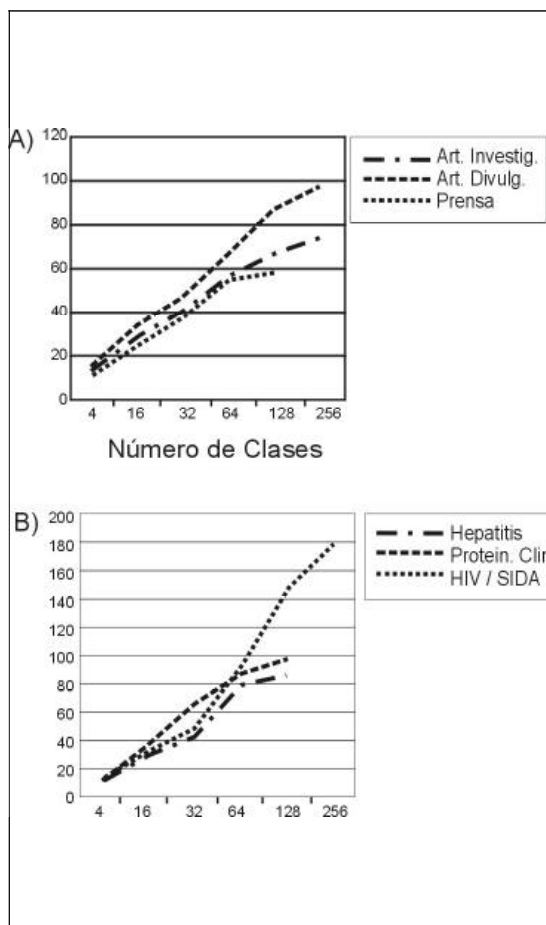 A)
120
100
80
60
40
20
0
4 16 32 64 128 256
Número de Clases
Art. Investig.
Art. Divulg.
Prensa
B)
200
180
160
140
120
100
80
60
40
20
0
4 16 32 64 128 256
Hepatitis
Protein. Clin
HIV / SIDA